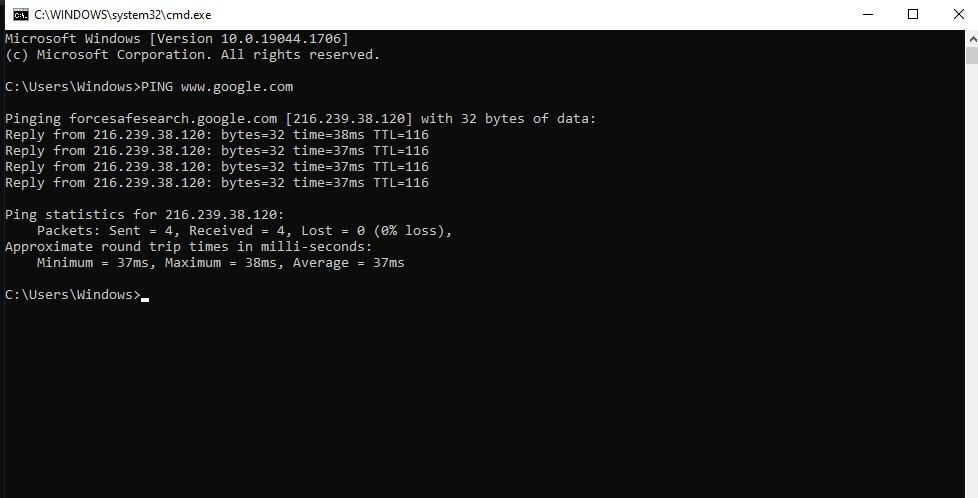 C:\WINDOWS\system32\cmd.exe
Microsoft Windows [Version 10.0.19044.1706]
(c) Microsoft Corporation. All rights reserved.
C:\Users\Windows>PING www.google.com
Pinging forcesafesearch.google.com [216.239.38.120] with 32 bytes of data:
Reply from 216.239.38.120: bytes=32 time=38ms TTL=116
Reply from 216.239.38.120: bytes=32 time=37ms TTL=116
Reply from 216.239.38.120: bytes=32 time=37ms TTL=116
Reply from 216.239.38.120: bytes=32 time=37ms TTL=116
Ping statistics for 216.239.38.120:
Packets: Sent = 4, Received = 4, Lost = 0 (0% loss),
Approximate round trip times in milli-seconds:
Minimum = 37ms, Maximum = 38ms, Average = 37ms
C:\Users\Windows>